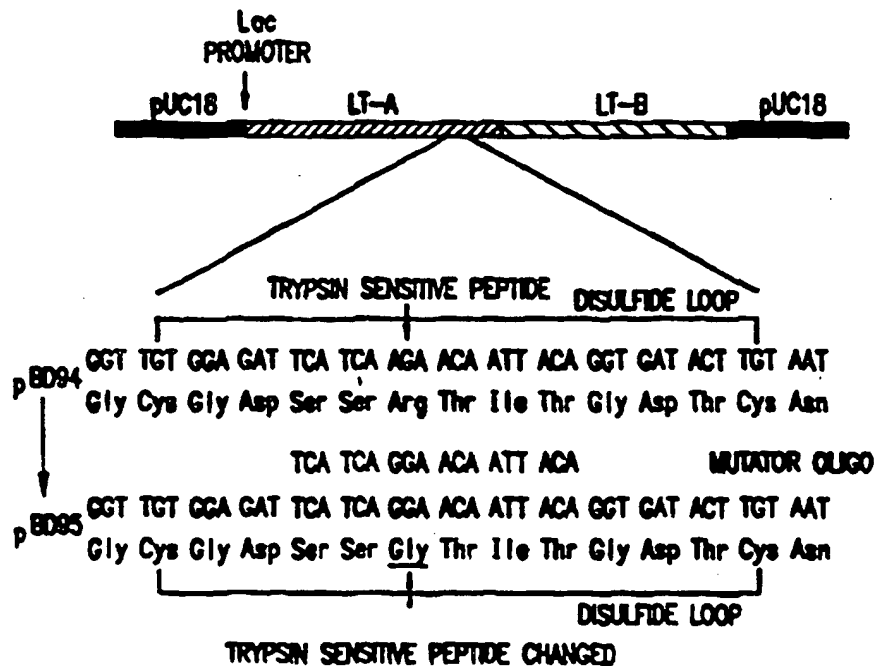 Lac
PROMOTER
pUC18 LT-A LT-B pUC18
TRYPSIN SENSITIVE PEPTIDE
DISULFIDE LOOP
pBD94 GGT TGT GGA GAT TCA TCA AGA ACA ATT ACA GGT GAT ACT TGT AAT
Gly Cys Gly Asp Ser Ser Arg Thr Ile Thr Gly Asp Thr Cys Asn
TCA TCA GGA ACA ATT ACA MUTATOR OLIGO
pBD95 GGT TGT GGA GAT TCA TCA GGA ACA ATT ACA GGT GAT ACT TGT AAT
Gly Cys Gly Asp Ser Ser Gly Thr Ile Thr Gly Asp Thr Cys Asn
DISULFIDE LOOP
TRYPSIN SENSITIVE PEPTIDE CHANGED